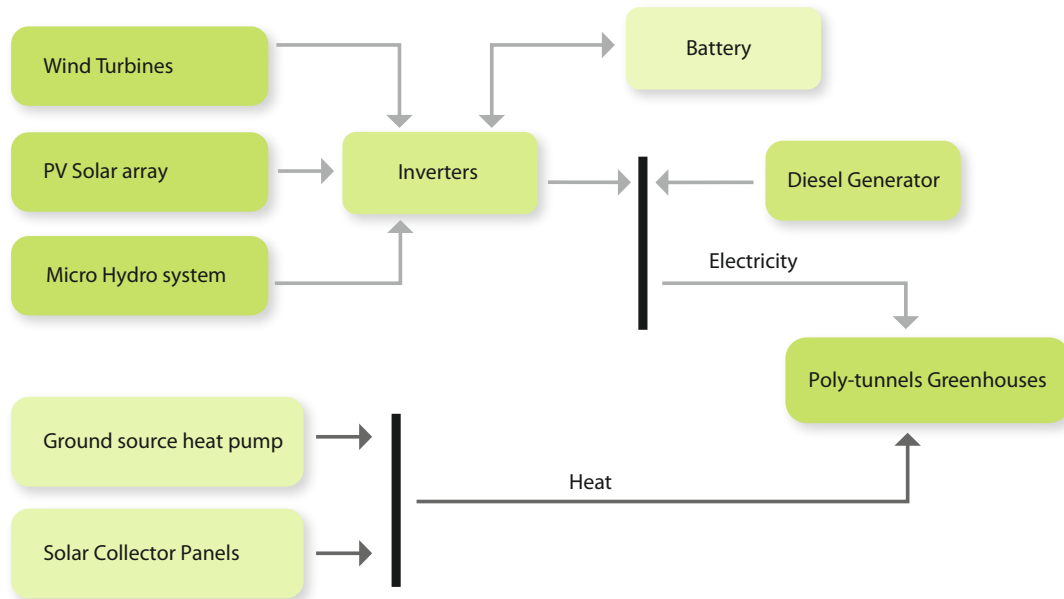 Wind Turbines
Battery
PV Solar array
Inverters
Diesel Generator
Micro Hydro system
Electricity
Poly-tunnels Greenhouses
Ground source heat pump
Heat
Solar Collector Panels